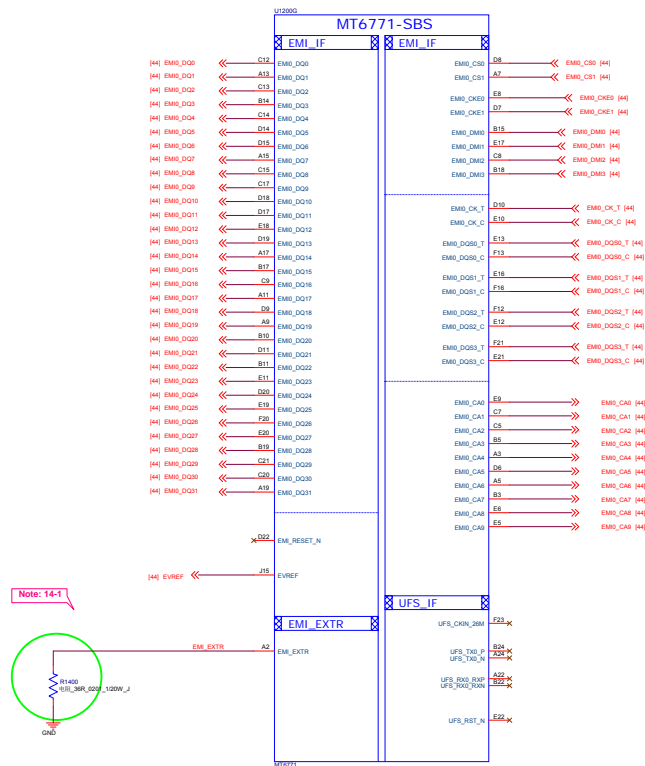 U1200G
MT6771-SBS
EMI_IF EMI_IF
[44] EMI0_DQ0 C12 EMI0_DQ0
[44] EMI0_DQ1 A13 EMI0_DQ1
[44] EMI0_DQ2 C13 EMI0_DQ2
[44] EMI0_DQ3 B14 EMI0_DQ3
[44] EMI0_DQ4 C14 EMI0_DQ4
[44] EMI0_DQ5 D14 EMI0_DQ5
[44] EMI0_DQ6 D15 EMI0_DQ6
[44] EMI0_DQ7 A15 EMI0_DQ7
[44] EMI0_DQ8 C15 EMI0_DQ8
[44] EMI0_DQ9 C17 EMI0_DQ9
[44] EMI0_DQ10 D18 EMI0_DQ10
[44] EMI0_DQ11 D17 EMI0_DQ11
[44] EMI0_DQ12 E18 EMI0_DQ12
[44] EMI0_DQ13 D19 EMI0_DQ13
[44] EMI0_DQ14 A17 EMI0_DQ14
[44] EMI0_DQ15 B17 EMI0_DQ15
[44] EMI0_DQ16 C9 EMI0_DQ16
[44] EMI0_DQ17 A11 EMI0_DQ17
[44] EMI0_DQ18 D9 EMI0_DQ18
[44] EMI0_DQ19 A9 EMI0_DQ19
[44] EMI0_DQ20 B10 EMI0_DQ20
[44] EMI0_DQ21 D11 EMI0_DQ21
[44] EMI0_DQ22 B11 EMI0_DQ22
[44] EMI0_DQ23 E11 EMI0_DQ23
[44] EMI0_DQ24 D20 EMI0_DQ24
[44] EMI0_DQ25 E19 EMI0_DQ25
[44] EMI0_DQ26 F20 EMI0_DQ26
[44] EMI0_DQ27 E20 EMI0_DQ27
[44] EMI0_DQ28 B19 EMI0_DQ28
[44] EMI0_DQ29 C21 EMI0_DQ29
[44] EMI0_DQ30 C20 EMI0_DQ30
[44] EMI0_DQ31 A19 EMI0_DQ31
D22 EMI_RESET_N
[44] EVREF J15 EVREF
Note: 14-1
EMI_EXTR
EMI_EXTR A2 EMI_EXTR
R1400
电阻_36R_0201_1/20W_J
GND
EMI0_CS0 D8 EMI0_CS0 [44]
EMI0_CS1 A7 EMI0_CS1 [44]
EMI0_CKE0 E8 EMI0_CKE0 [44]
EMI0_CKE1 D7 EMI0_CKE1 [44]
EMI0_DMI0 B15 EMI0_DMI0 [44]
EMI0_DMI1 E17 EMI0_DMI1 [44]
EMI0_DMI2 C8 EMI0_DMI2 [44]
EMI0_DMI3 B18 EMI0_DMI3 [44]
EMI0_CK_T D10 EMI0_CK_T [44]
EMI0_CK_C E10 EMI0_CK_C [44]
EMI0_DQS0_T E13 EMI0_DQS0_T [44]
EMI0_DQS0_C F13 EMI0_DQS0_C [44]
EMI0_DQS1_T E16 EMI0_DQS1_T [44]
EMI0_DQS1_C F16 EMI0_DQS1_C [44]
EMI0_DQS2_T F12 EMI0_DQS2_T [44]
EMI0_DQS2_C E12 EMI0_DQS2_C [44]
EMI0_DQS3_T F21 EMI0_DQS3_T [44]
EMI0_DQS3_C E21 EMI0_DQS3_C [44]
EMI0_CA0 E9 EMI0_CA0 [44]
EMI0_CA1 C7 EMI0_CA1 [44]
EMI0_CA2 C5 EMI0_CA2 [44]
EMI0_CA3 B5 EMI0_CA3 [44]
EMI0_CA4 A3 EMI0_CA4 [44]
EMI0_CA5 D6 EMI0_CA5 [44]
EMI0_CA6 A5 EMI0_CA6 [44]
EMI0_CA7 B3 EMI0_CA7 [44]
EMI0_CA8 E6 EMI0_CA8 [44]
EMI0_CA9 E5 EMI0_CA9 [44]
UFS_IF
UFS_CKIN_26M F23
UFS_TX0_P B24
UFS_TX0_N A24
UFS_RX0_RXP A22
UFS_RX0_RXN B22
UFS_RST_N E22
MT6771